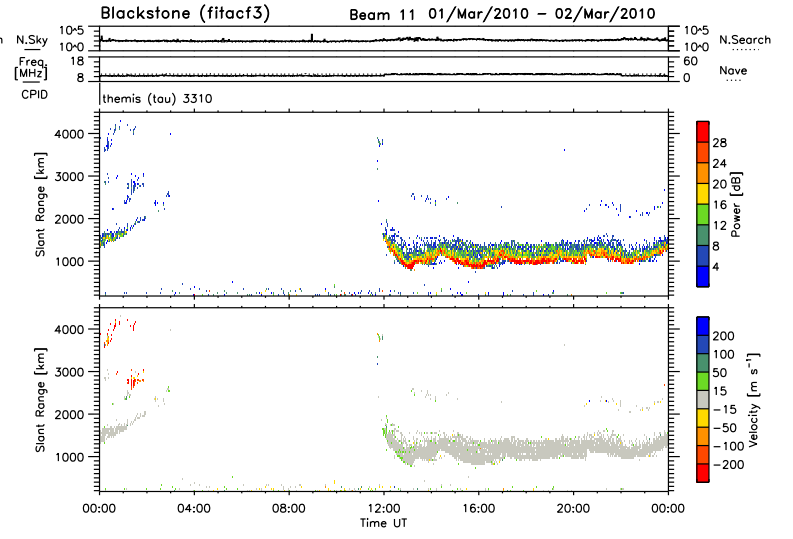 Blackstone (fitacf3)
Beam 11 01/Mar/2010 - 02/Mar/2010
n N.Sky 10^5 10^0 10^5 10^0 N.Search
Freq. [MHz] 18 8 60 0 Nave
CPID themis (tau) 3310
Slant Range [km]
4000
3000
2000
1000
28
24
20
16
12
8
4
Power [dB]
Slant Range [km]
4000
3000
2000
1000
200
100
50
15
-15
-50
-100
-200
Velocity [m s⁻¹]
00:00 04:00 08:00 12:00 16:00 20:00 00:00
Time UT